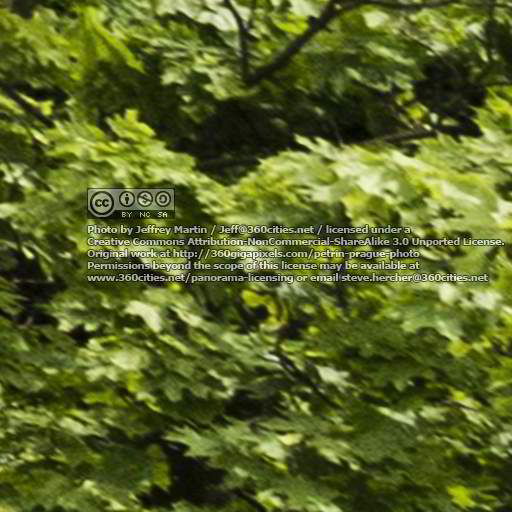 cc
BY NC SA
Photo by Jeffrey Martin / Jeff@360cities.net / licensed under a
Creative Commons Attribution-NonCommercial-ShareAlike 3.0 Unported License.
Original work at http://360gigapixels.com/petrin-prague-photo
Permissions beyond the scope of this license may be available at
www.360cities.net/panorama-licensing or email steve.hercher@360cities.net